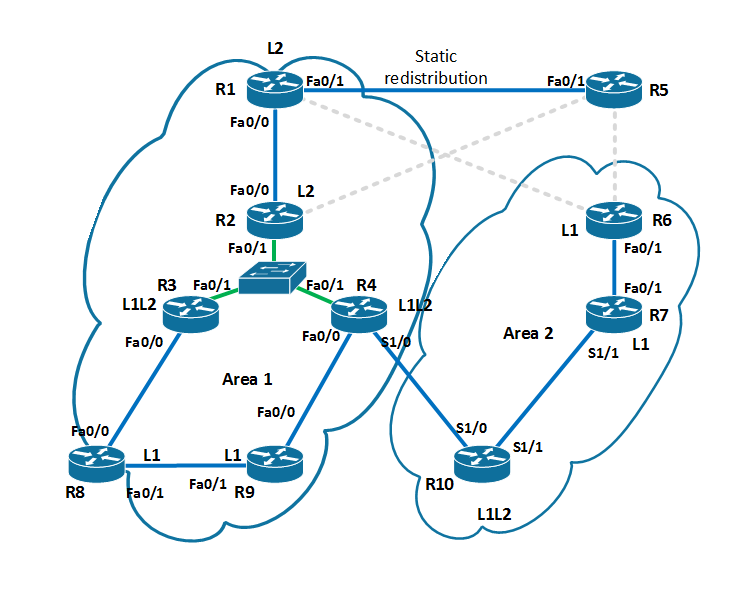 L2
Static
redistribution
R1
Fa0/1
Fa0/1
R5
Fa0/0
Fa0/0
L2
R2
L1
R6
Fa0/1
Fa0/1
R3
Fa0/1
Fa0/1
R4
Fa0/1
L1L2
L1L2
R7
Fa0/0
Fa0/0
S1/0
Area 2
L1
S1/1
Area 1
Fa0/0
Fa0/0
S1/0
S1/1
L1
L1
R8
Fa0/1
Fa0/1
R9
R10
L1L2